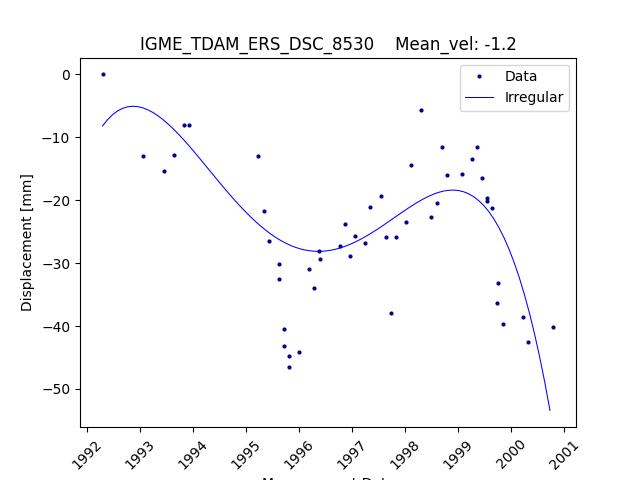 IGME_TDAM_ERS_DSC_8530    Mean_vel: -1.2
Data
Irregular
Displacement [mm]
0
−10
−20
−30
−40
−50
1992 1993 1994 1995 1996 1997 1998 1999 2000 2001